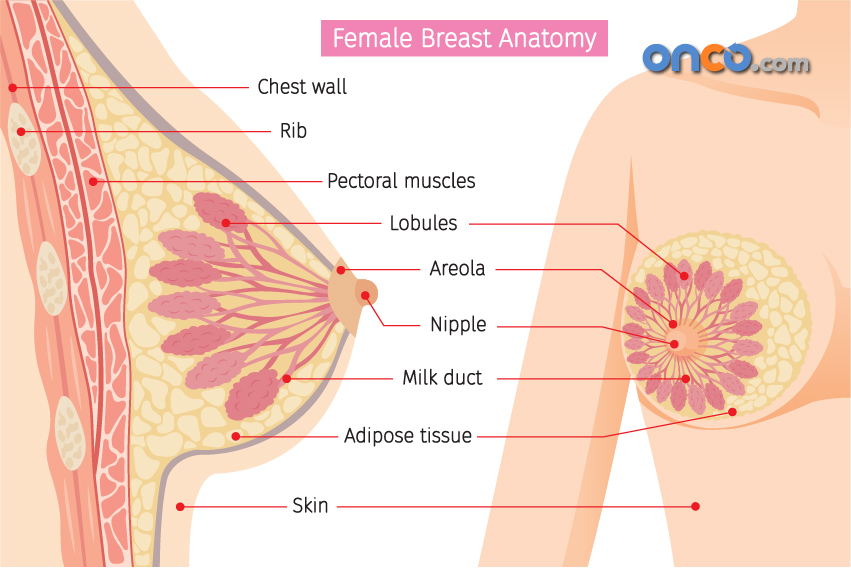 Female Breast Anatomy
onco.com
Chest wall
Rib
Pectoral muscles
Lobules
Areola
Nipple
Milk duct
Adipose tissue
Skin